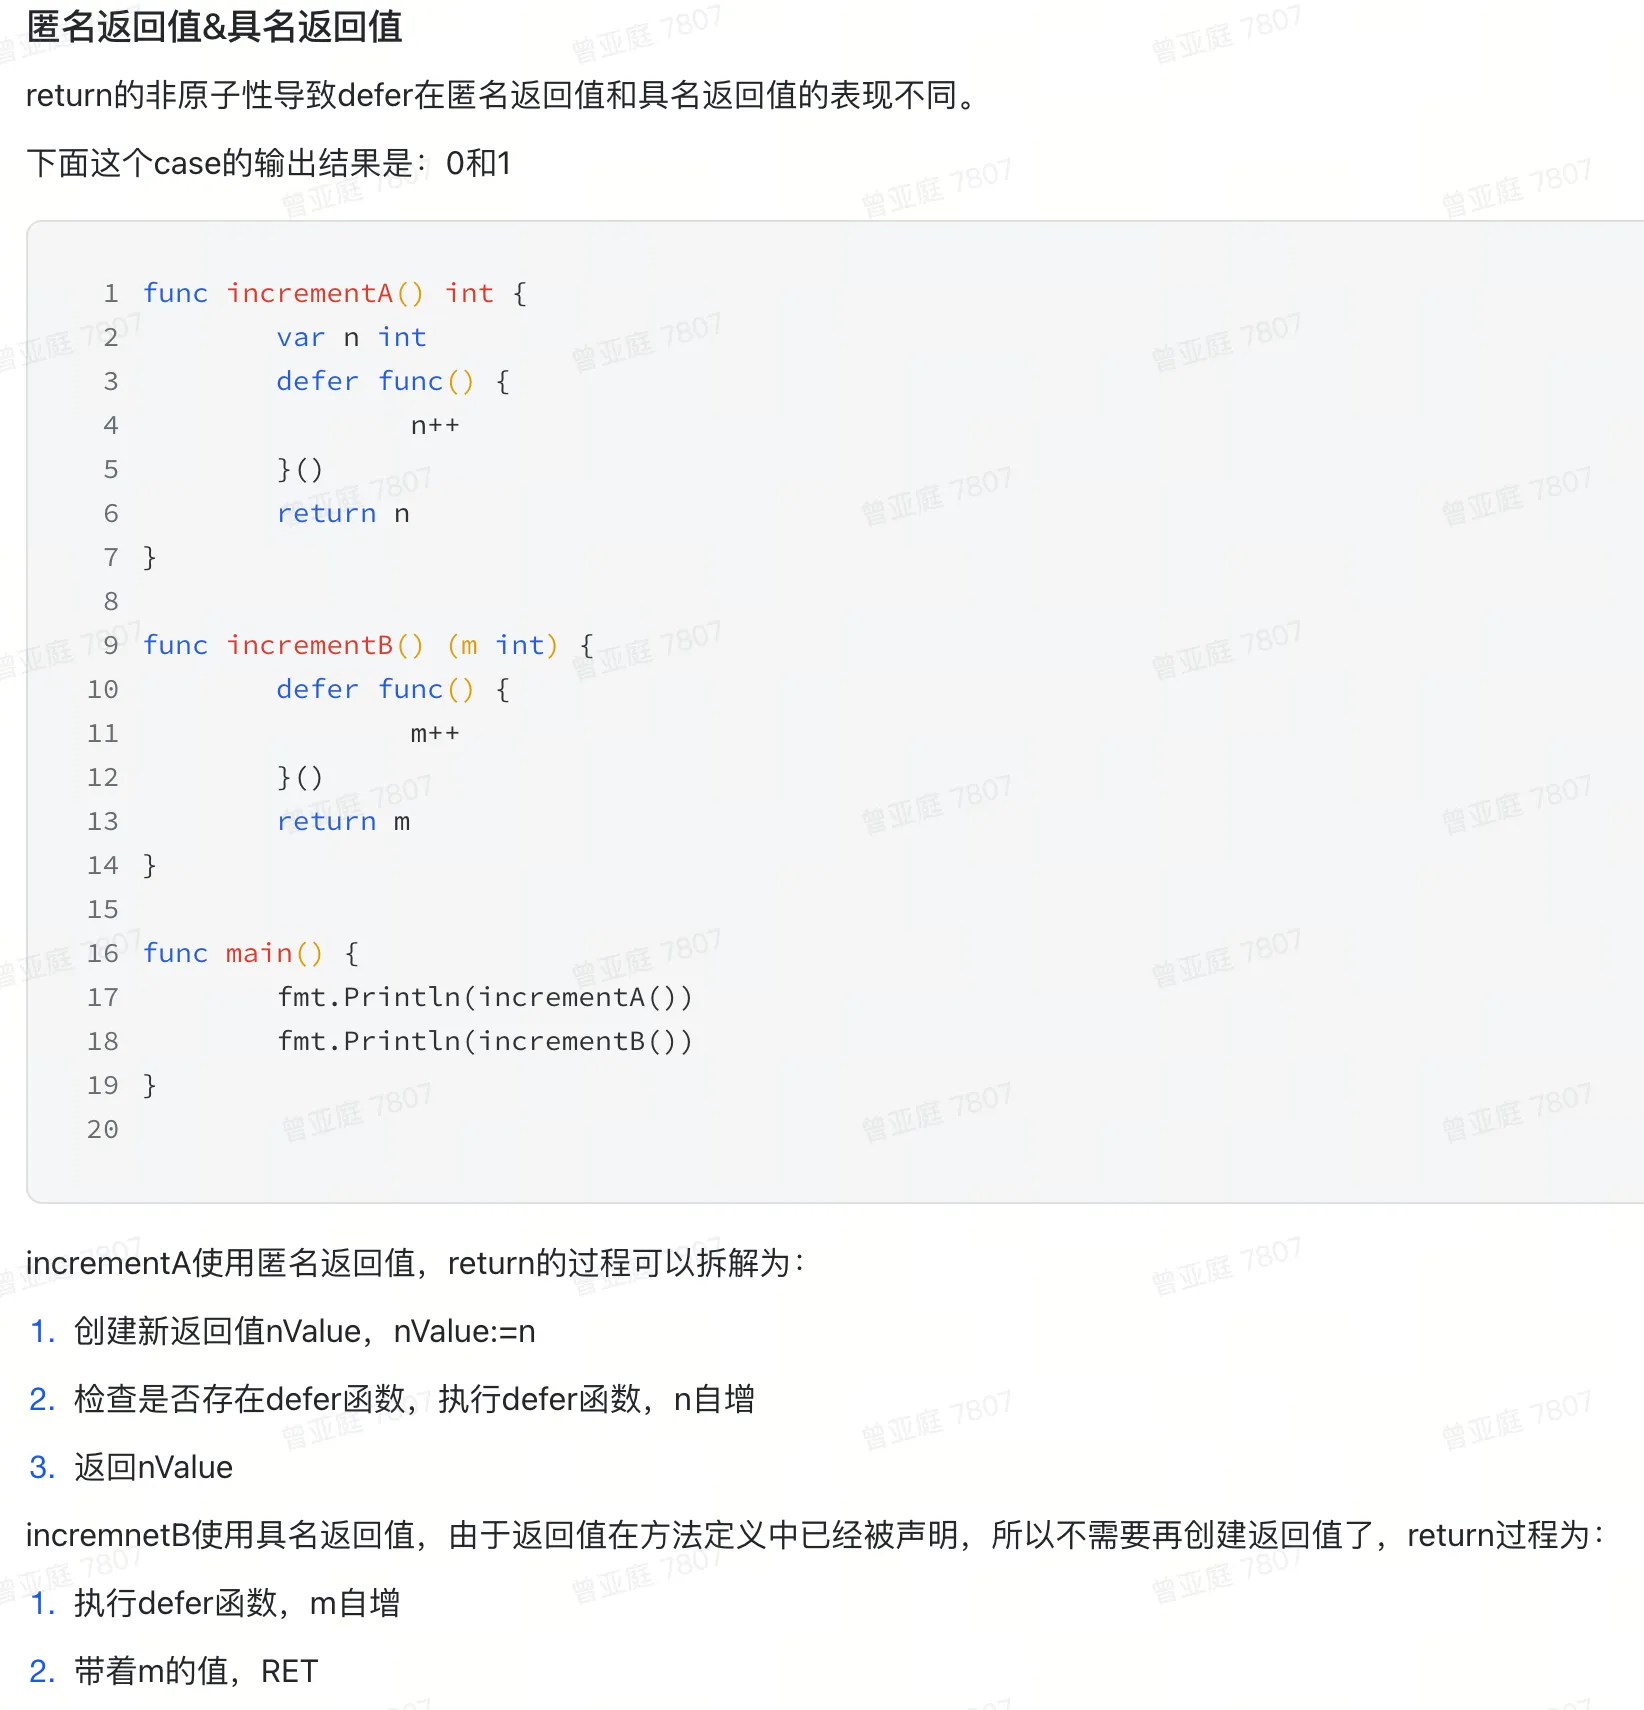 匿名返回值&具名返回值
return的非原子性导致defer在匿名返回值和具名返回值的表现不同。
下面这个case的输出结果是：0和1
1 func incrementA() int {
2         var n int
3         defer func() {
4                 n++
5         }()
6         return n
7 }
8
9 func incrementB() (m int) {
10         defer func() {
11                 m++
12         }()
13         return m
14 }
15
16 func main() {
17         fmt.Println(incrementA())
18         fmt.Println(incrementB())
19 }
20
incrementA使用匿名返回值，return的过程可以拆解为：
1. 创建新返回值nValue，nValue:=n
2. 检查是否存在defer函数，执行defer函数，n自增
3. 返回nValue
incremnetB使用具名返回值，由于返回值在方法定义中已经被声明，所以不需要再创建返回值了，return过程为：
1. 执行defer函数，m自增
2. 带着m的值，RET
曾亚庭 7807